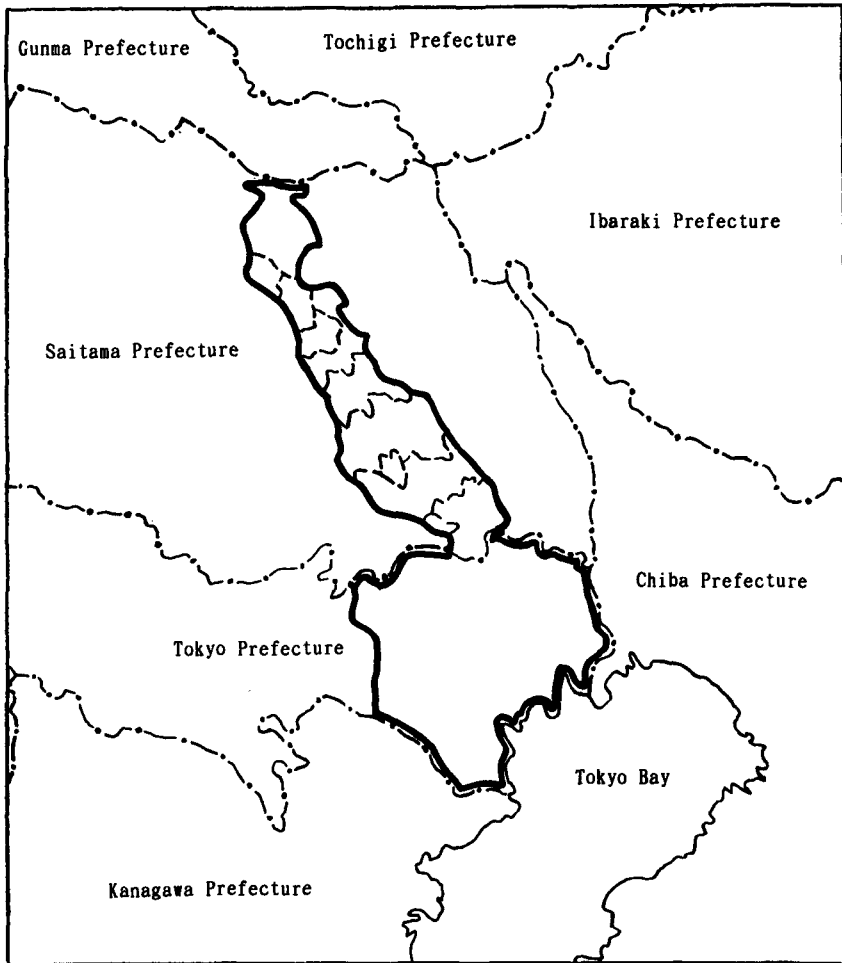 Gunma Prefecture
Tochigi Prefecture
Ibaraki Prefecture
Saitama Prefecture
Chiba Prefecture
Tokyo Prefecture
Tokyo Bay
Kanagawa Prefecture